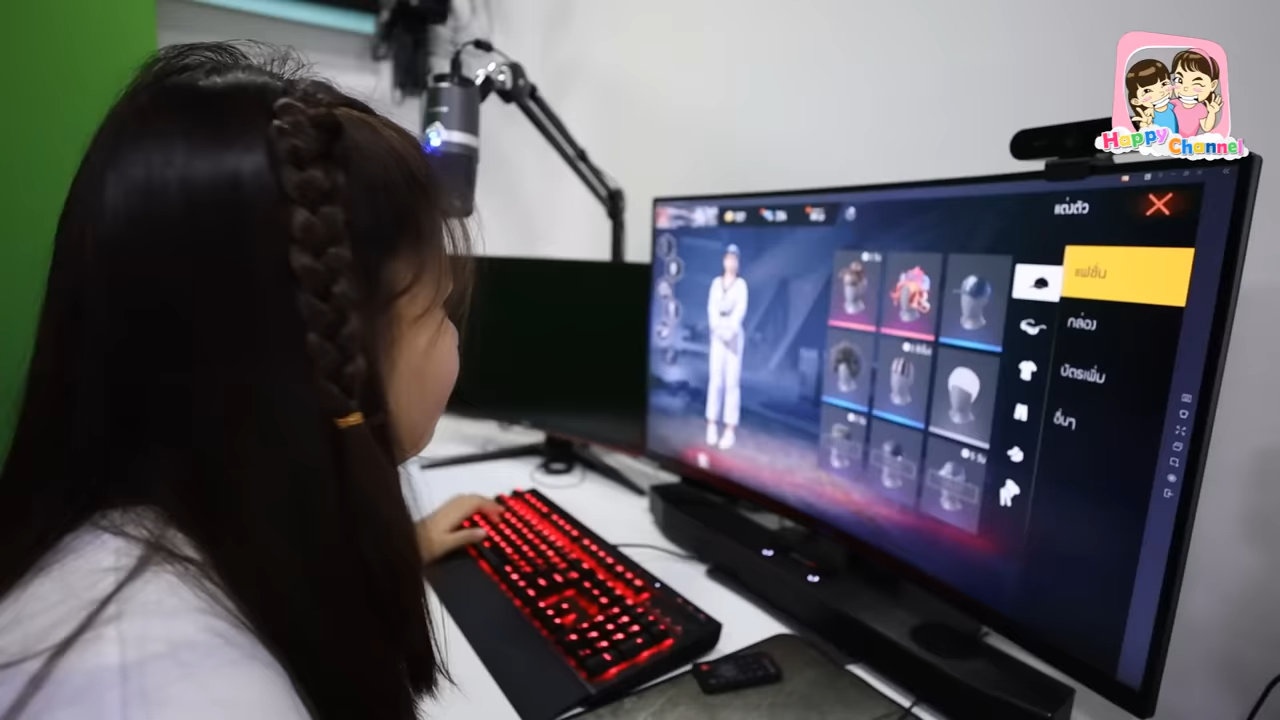 Happy
Channel
แต่งตัว
แฟชั่น
กล่อง
บัตรเพิ่ม
อื่นๆ